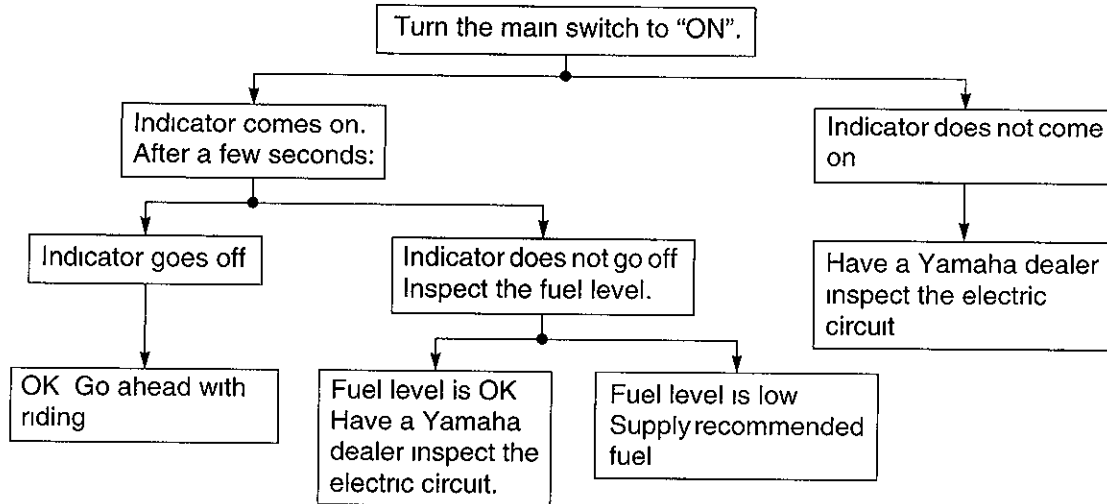 Turn the main switch to “ON”.
Indicator comes on.
After a few seconds:
Indicator does not come
on
Indicator goes off
Indicator does not go off
Inspect the fuel level.
Have a Yamaha dealer
inspect the electric
circuit
OK Go ahead with
riding
Fuel level is OK
Have a Yamaha
dealer inspect the
electric circuit.
Fuel level is low
Supply recommended
fuel